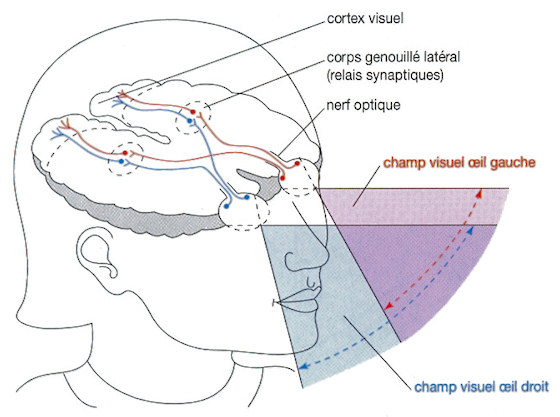 cortex visuel
corps genouillé latéral
(relais synaptiques)
nerf optique
champ visuel œil gauche
champ visuel œil droit